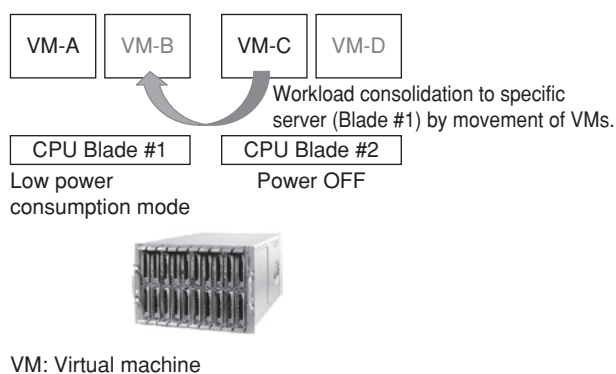 VM-A
VM-B
VM-C
VM-D
Workload consolidation to specific
server (Blade #1) by movement of VMs.
CPU Blade #1
CPU Blade #2
Low power
consumption mode
Power OFF
VM: Virtual machine